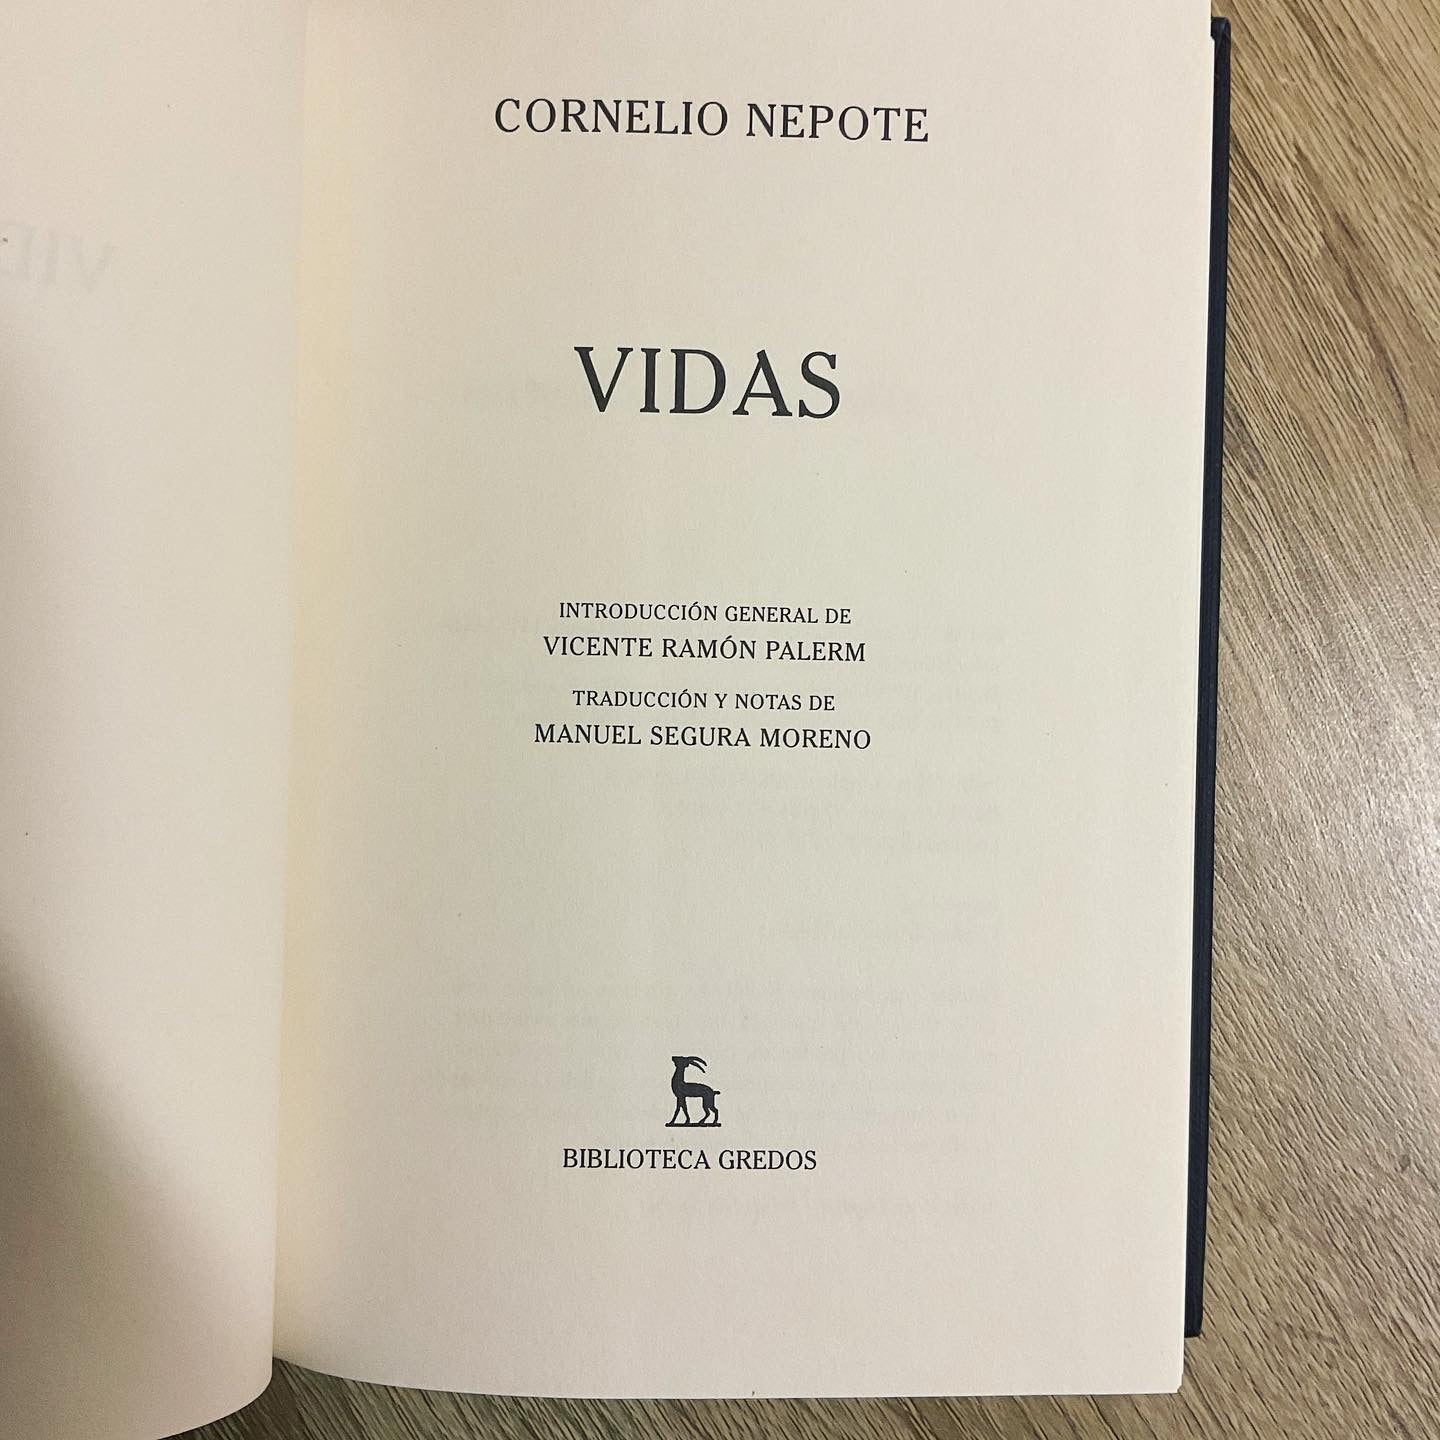 CORNELIO NEPOTE
VIDAS
INTRODUCCIÓN GENERAL DE
VICENTE RAMÓN PALERM
TRADUCCIÓN Y NOTAS DE
MANUEL SEGURA MORENO
BIBLIOTECA GREDOS